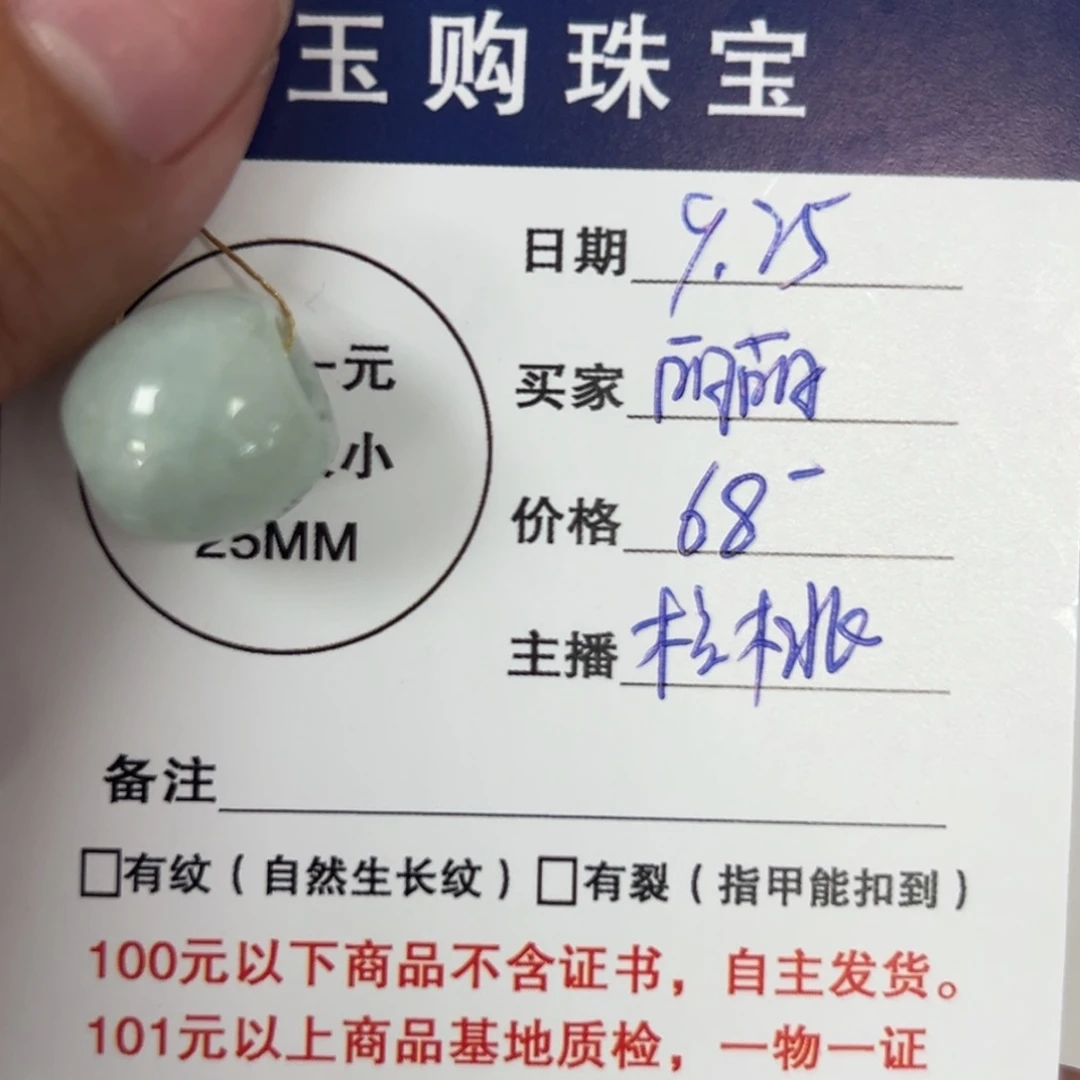 玉购珠宝
日期 9.25
买家 丽丽
价格 68-
主播 桃
一元
小
25MM
备注
□有纹(自然生长纹) □有裂(指甲能扣到)
100元以下商品不含证书,自主发货。
101元以上商品基地质检,一物一证